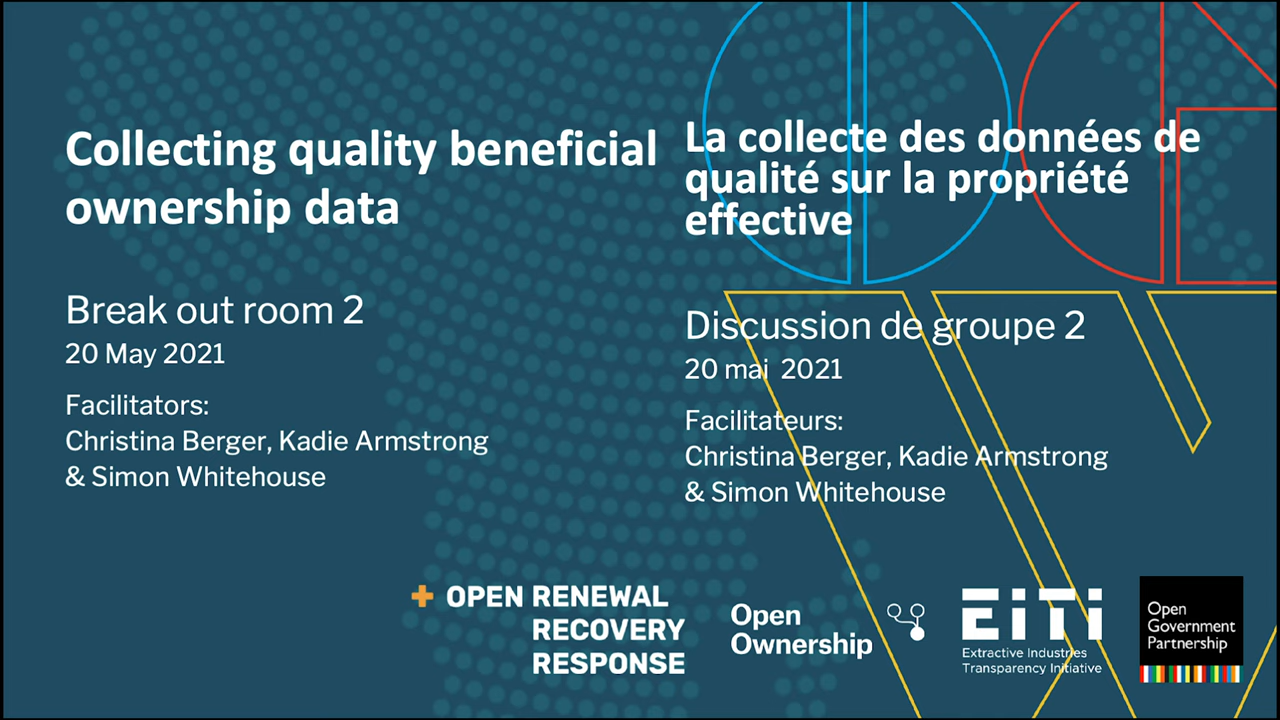 Collecting quality beneficial
ownership data
Break out room 2
20 May 2021
Facilitators:
Christina Berger, Kadie Armstrong
& Simon Whitehouse
La collecte des données de
qualité sur la propriété
effective
Discussion de groupe 2
20 mai 2021
Facilitateurs:
Christina Berger, Kadie Armstrong
& Simon Whitehouse
+ OPEN RENEWAL
RECOVERY
RESPONSE
Open
Ownership
EiTi
Extractive Industries
Transparency Initiative
Open
Government
Partnership